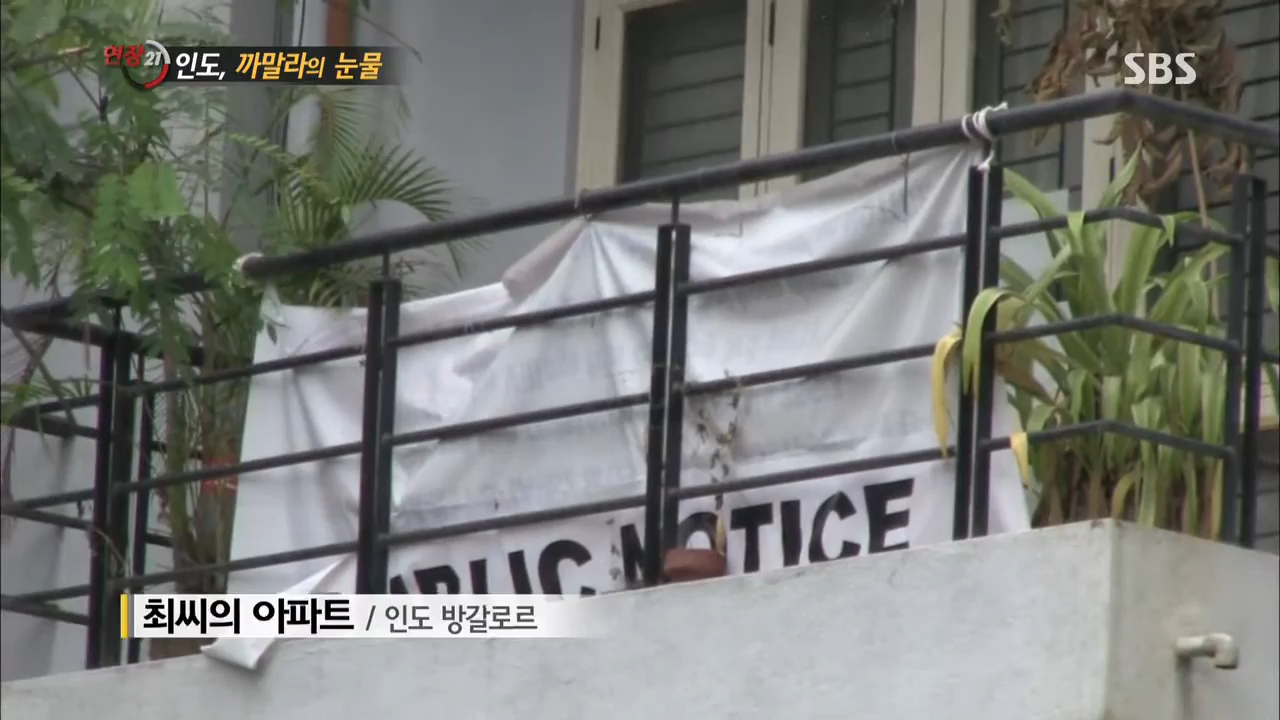 현장21 인도, 까말라의 눈물
SBS
PUBLIC NOTICE
최씨의 아파트 / 인도 방갈로르